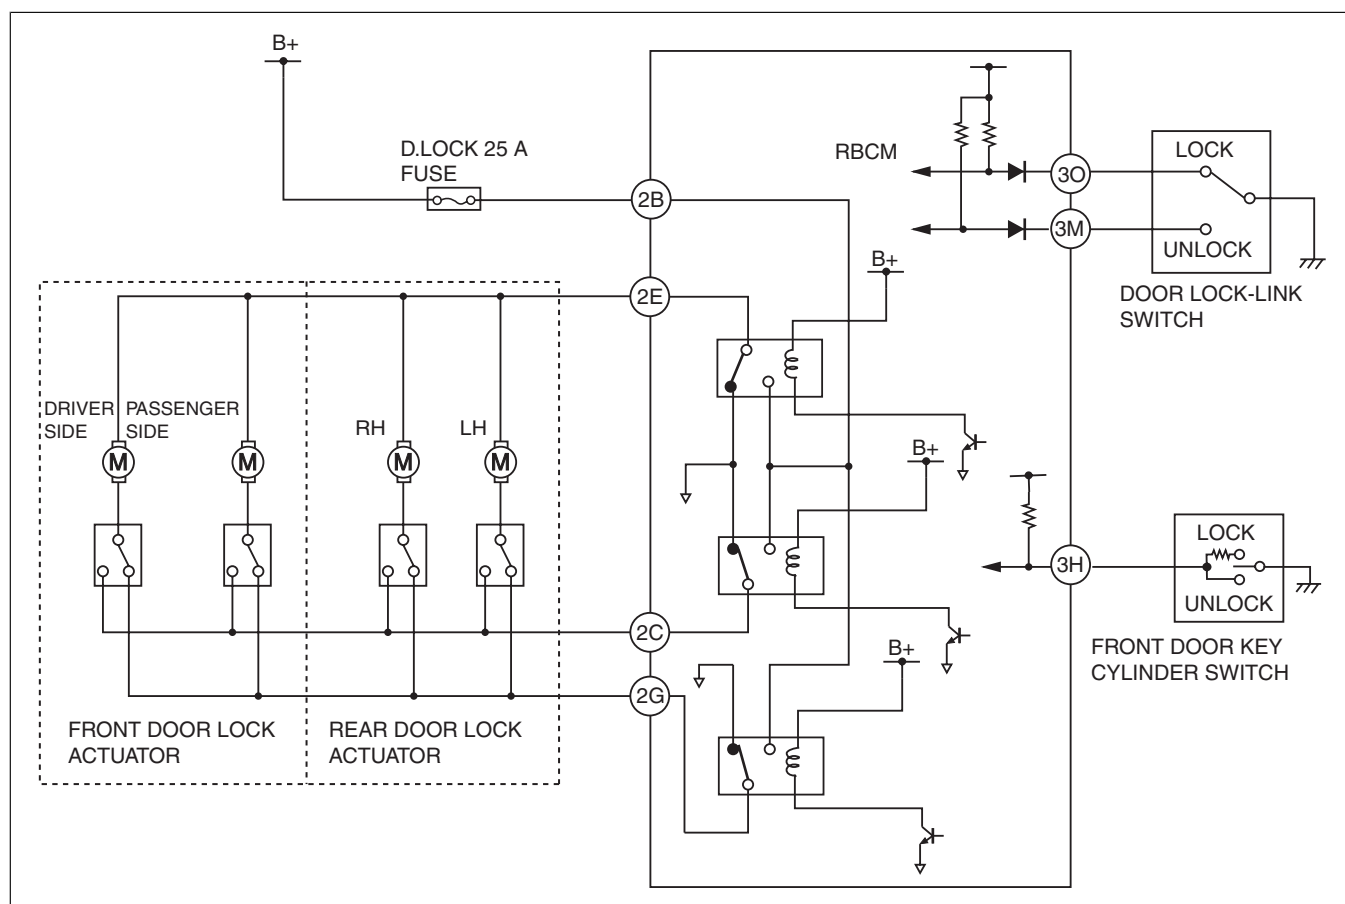 B+
D.LOCK 25 A
FUSE
RBCM
2B
3O
3M
LOCK
UNLOCK
DOOR LOCK-LINK
SWITCH
B+
2E
DRIVER
SIDE
PASSENGER
SIDE
RH
LH
M
M
M
M
B+
3H
LOCK
UNLOCK
FRONT DOOR KEY
CYLINDER SWITCH
2C
B+
2G
FRONT DOOR LOCK
ACTUATOR
REAR DOOR LOCK
ACTUATOR